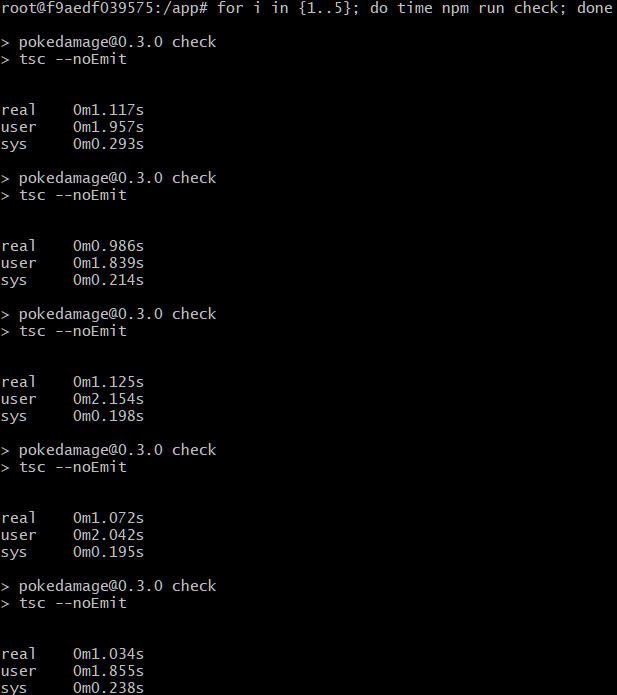 root@f9aedf039575:/app# for i in {1..5}; do time npm run check; done
> pokedamage@0.3.0 check
> tsc --noEmit
real 0m1.117s
user 0m1.957s
sys 0m0.293s
> pokedamage@0.3.0 check
> tsc --noEmit
real 0m0.986s
user 0m1.839s
sys 0m0.214s
> pokedamage@0.3.0 check
> tsc --noEmit
real 0m1.125s
user 0m2.154s
sys 0m0.198s
> pokedamage@0.3.0 check
> tsc --noEmit
real 0m1.072s
user 0m2.042s
sys 0m0.195s
> pokedamage@0.3.0 check
> tsc --noEmit
real 0m1.034s
user 0m1.855s
sys 0m0.238s